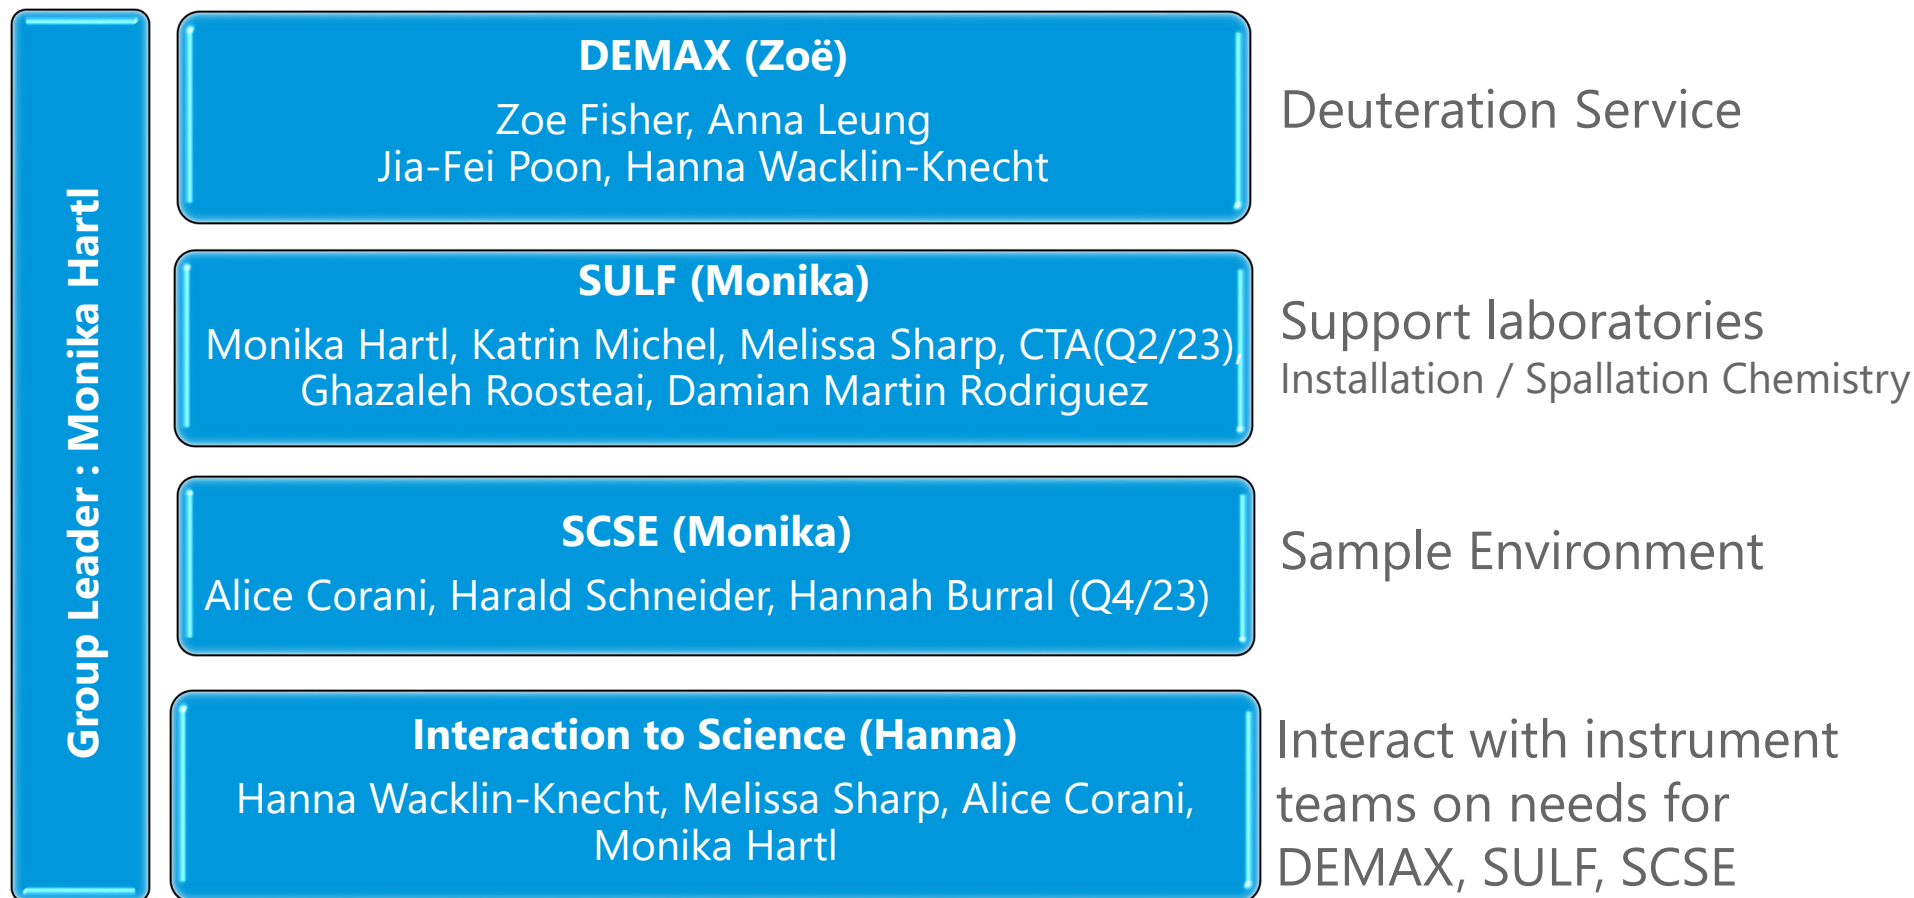 Group Leader : Monika Hartl
DEMAX (Zoë)
Zoe Fisher, Anna Leung
Jia-Fei Poon, Hanna Wacklin-Knecht
Deuteration Service
SULF (Monika)
Monika Hartl, Katrin Michel, Melissa Sharp, CTA(Q2/23),
Ghazaleh Roosteai, Damian Martin Rodriguez
Support laboratories
Installation / Spallation Chemistry
SCSE (Monika)
Alice Corani, Harald Schneider, Hannah Burral (Q4/23)
Sample Environment
Interaction to Science (Hanna)
Hanna Wacklin-Knecht, Melissa Sharp, Alice Corani,
Monika Hartl
Interact with instrument
teams on needs for
DEMAX, SULF, SCSE